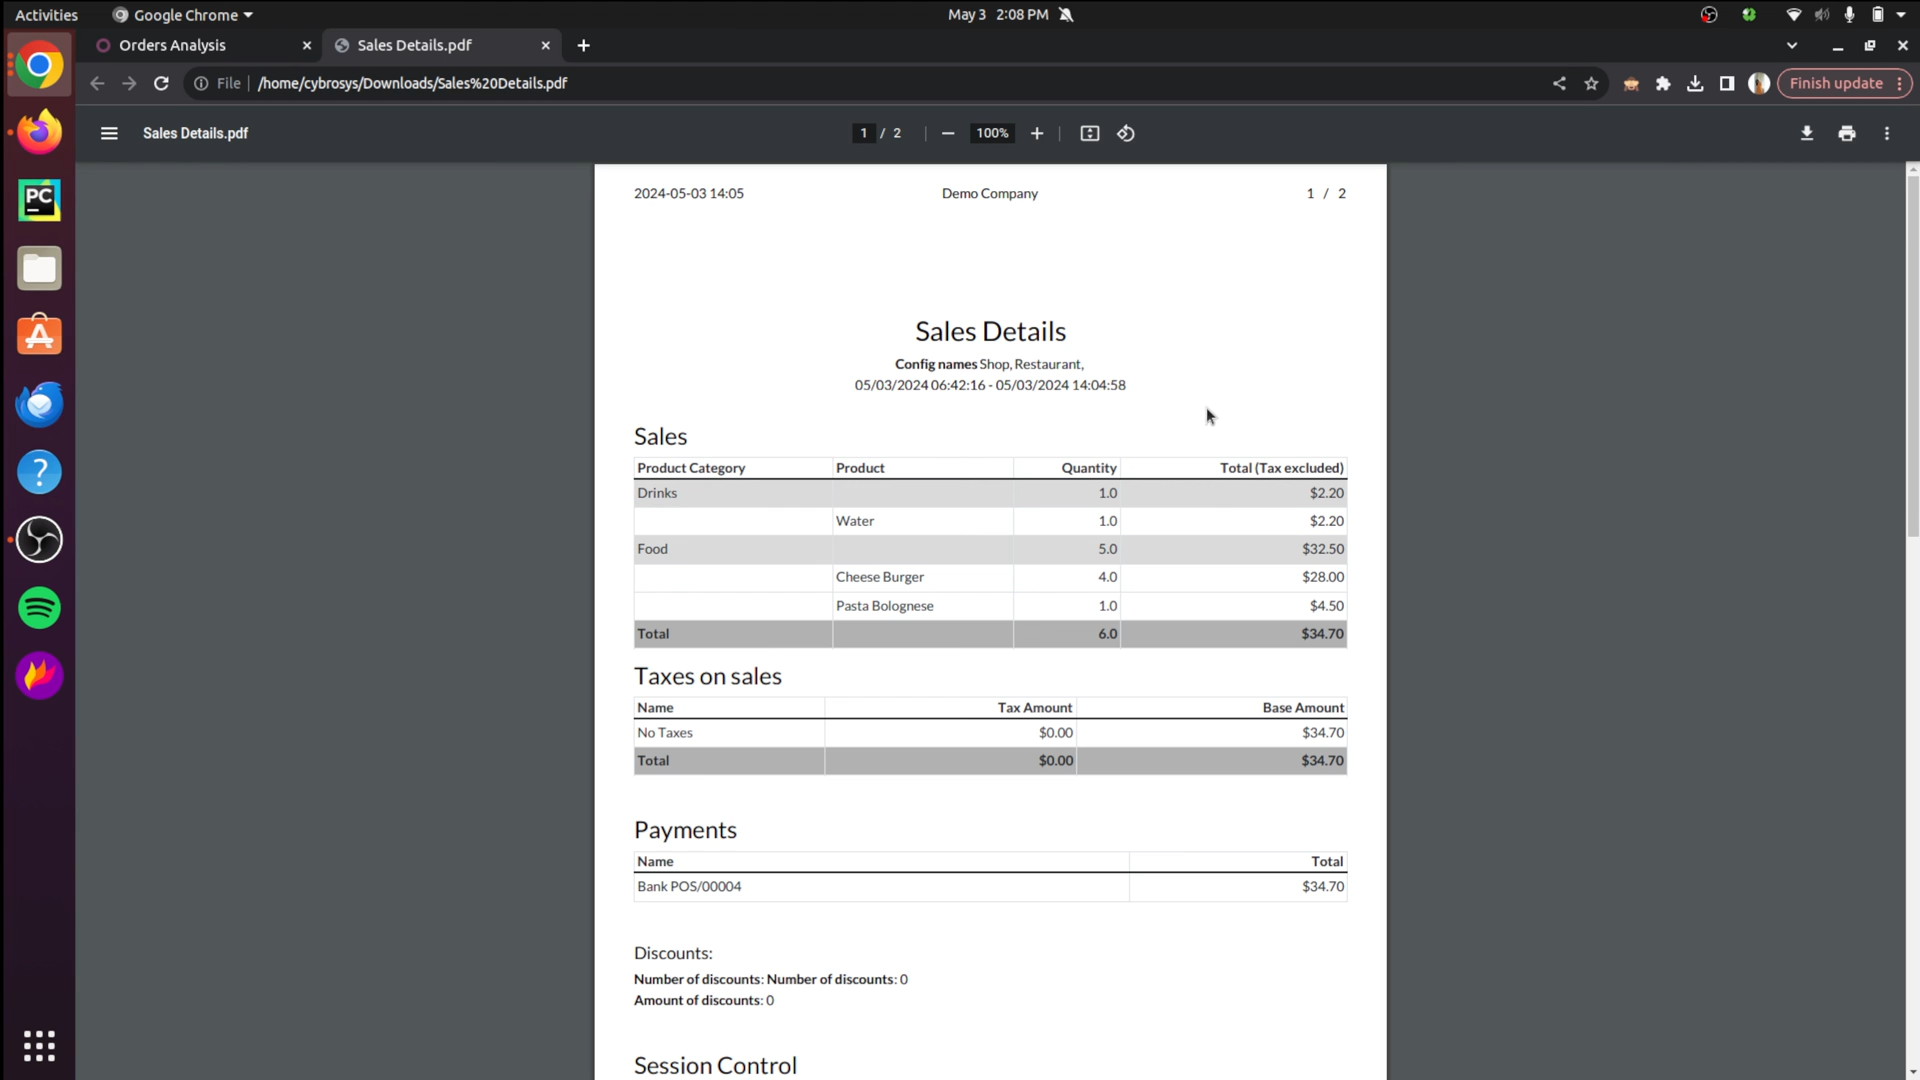 Activities Google Chrome May 3 2:08 PM
Orders Analysis Sales Details.pdf
File /home/cybrosys/Downloads/Sales%20Details.pdf Finish update
Sales Details.pdf 1 / 2 100%
2024-05-03 14:05 Demo Company 1 / 2
Sales Details
Config names Shop, Restaurant,
05/03/2024 06:42:16 - 05/03/2024 14:04:58
Sales
Product Category Product Quantity Total (Tax excluded)
Drinks 1.0 $2.20
Water 1.0 $2.20
Food 5.0 $32.50
Cheese Burger 4.0 $28.00
Pasta Bolognese 1.0 $4.50
Total 6.0 $34.70
Taxes on sales
Name Tax Amount Base Amount
No Taxes $0.00 $34.70
Total $0.00 $34.70
Payments
Name Total
Bank POS/00004 $34.70
Discounts:
Number of discounts: Number of discounts: 0
Amount of discounts: 0
Session Control
PC
?